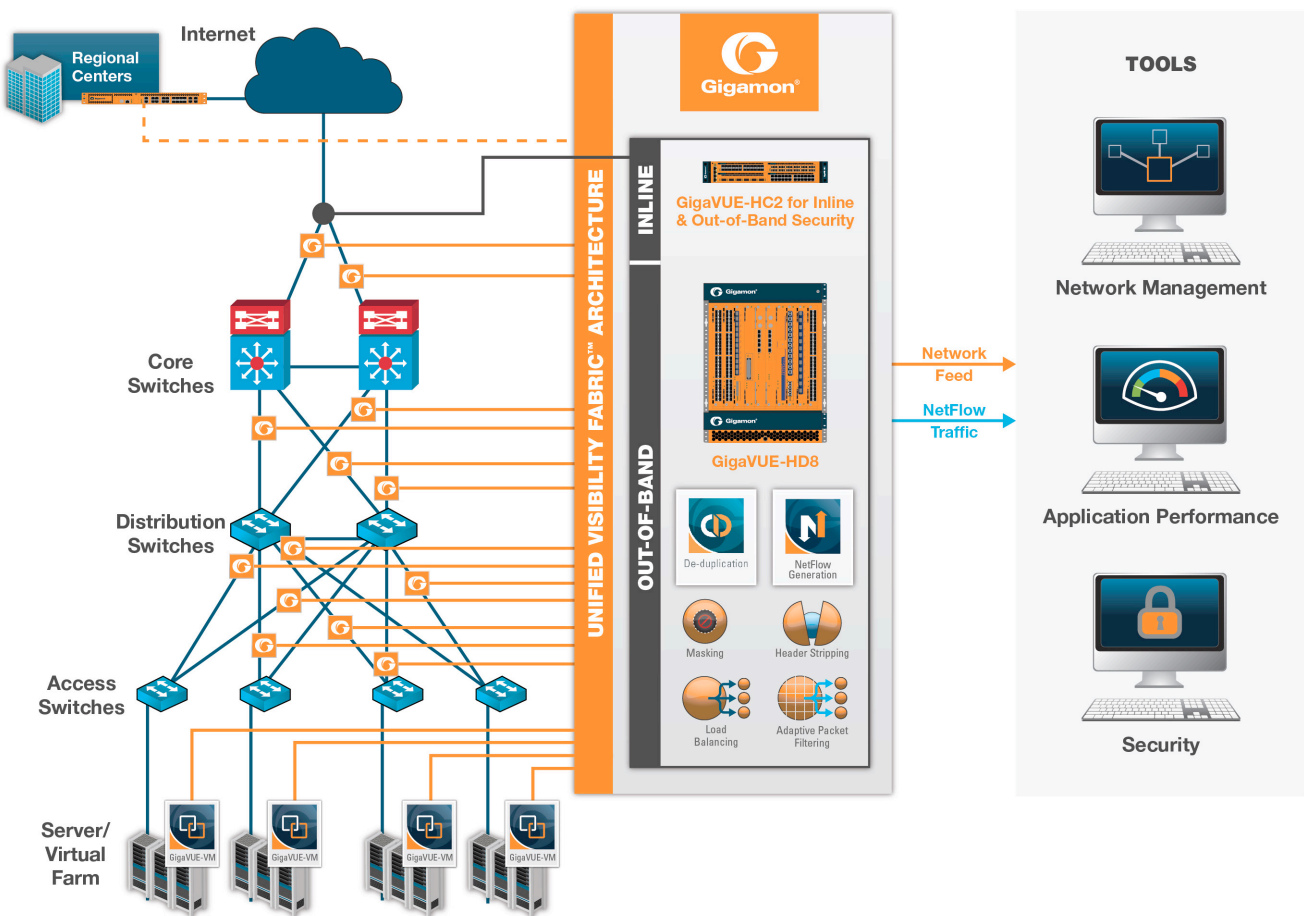 Internet
Regional
Centers
Core
Switches
Distribution
Switches
Access
Switches
Server/
Virtual
Farm
GigaVUE-VM
GigaVUE-VM
GigaVUE-VM
GigaVUE-VM
UNIFIED VISIBILITY FABRIC™ ARCHITECTURE
Gigamon®
INLINE
GigaVUE-HC2 for Inline
& Out-of-Band Security
OUT-OF-BAND
Gigamon®
Gigamon®
GigaVUE-HD8
De-duplication
NetFlow
Generation
Masking
Header Stripping
Load
Balancing
Adaptive Packet
Filtering
Network
Feed
NetFlow
Traffic
TOOLS
Network Management
Application Performance
Security